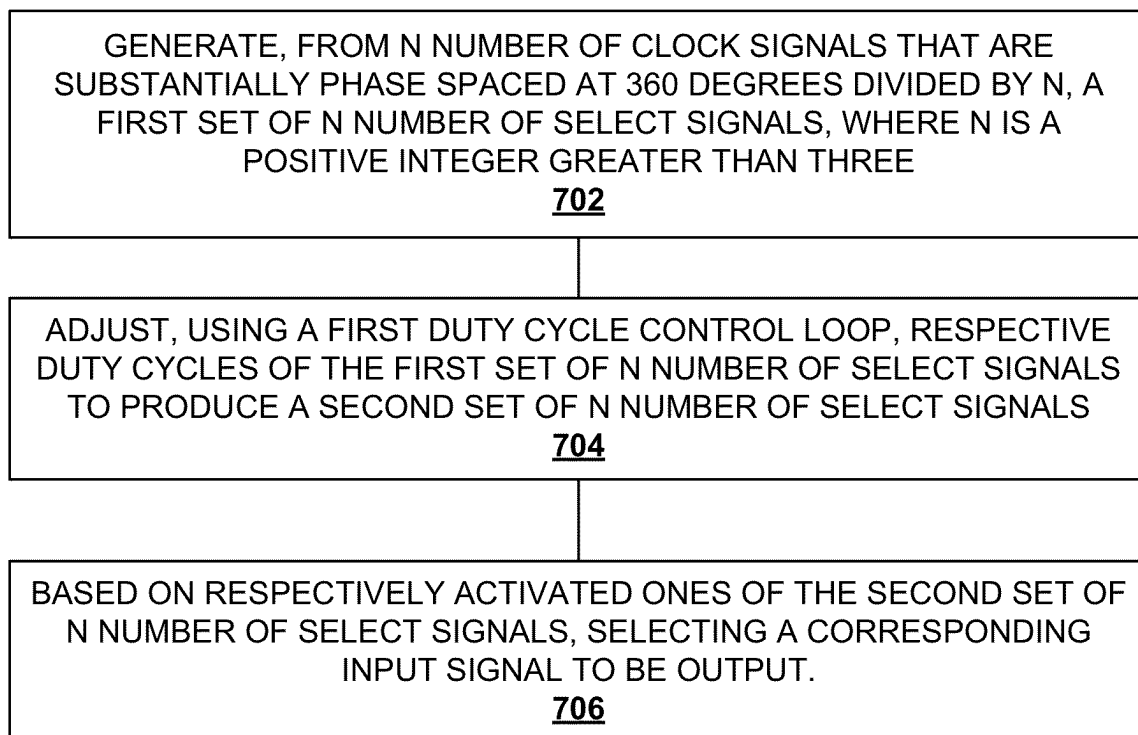 GENERATE, FROM N NUMBER OF CLOCK SIGNALS THAT ARE
SUBSTANTIALLY PHASE SPACED AT 360 DEGREES DIVIDED BY N, A
FIRST SET OF N NUMBER OF SELECT SIGNALS, WHERE N IS A
POSITIVE INTEGER GREATER THAN THREE
702
ADJUST, USING A FIRST DUTY CYCLE CONTROL LOOP, RESPECTIVE
DUTY CYCLES OF THE FIRST SET OF N NUMBER OF SELECT SIGNALS
TO PRODUCE A SECOND SET OF N NUMBER OF SELECT SIGNALS
704
BASED ON RESPECTIVELY ACTIVATED ONES OF THE SECOND SET OF
N NUMBER OF SELECT SIGNALS, SELECTING A CORRESPONDING
INPUT SIGNAL TO BE OUTPUT.
706